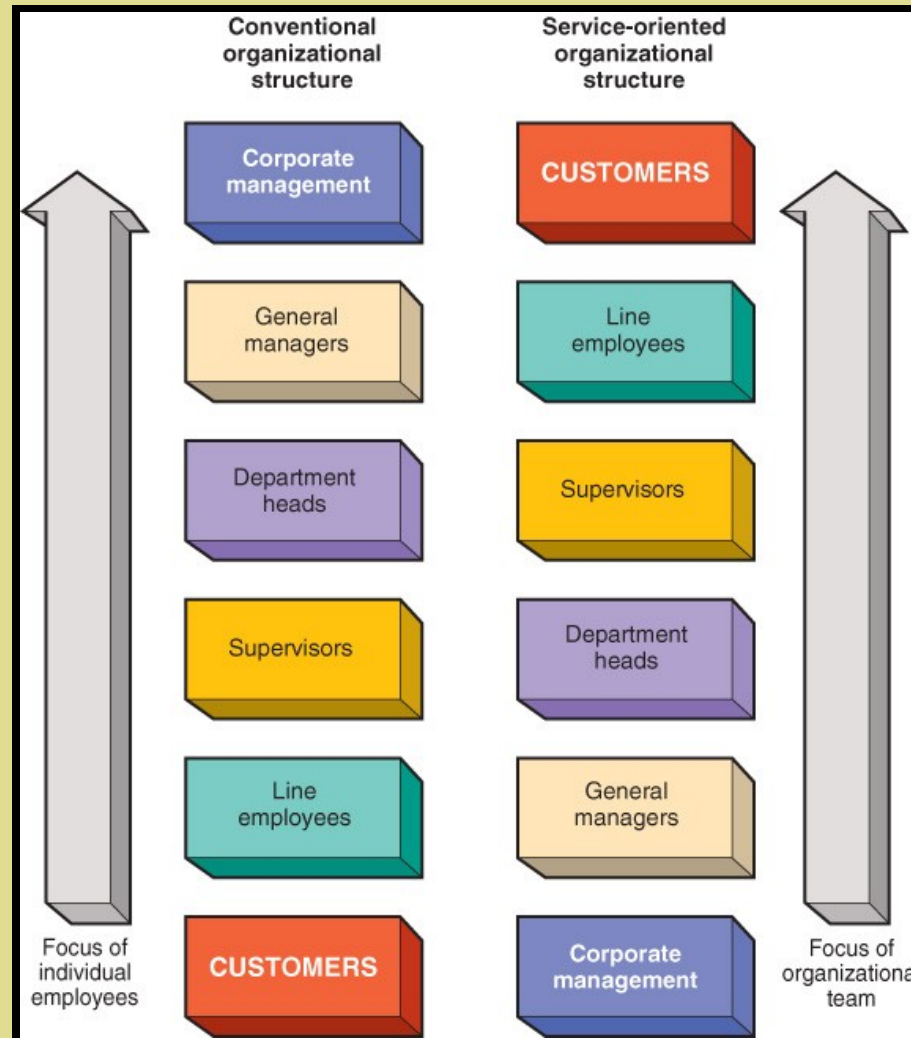 Conventional
organizational
structure
Service-oriented
organizational
structure
Corporate
management
CUSTOMERS
General
managers
Line
employees
Department
heads
Supervisors
Supervisors
Department
heads
Line
employees
General
managers
CUSTOMERS
Corporate
management
Focus of
individual
employees
Focus of
organizational
team